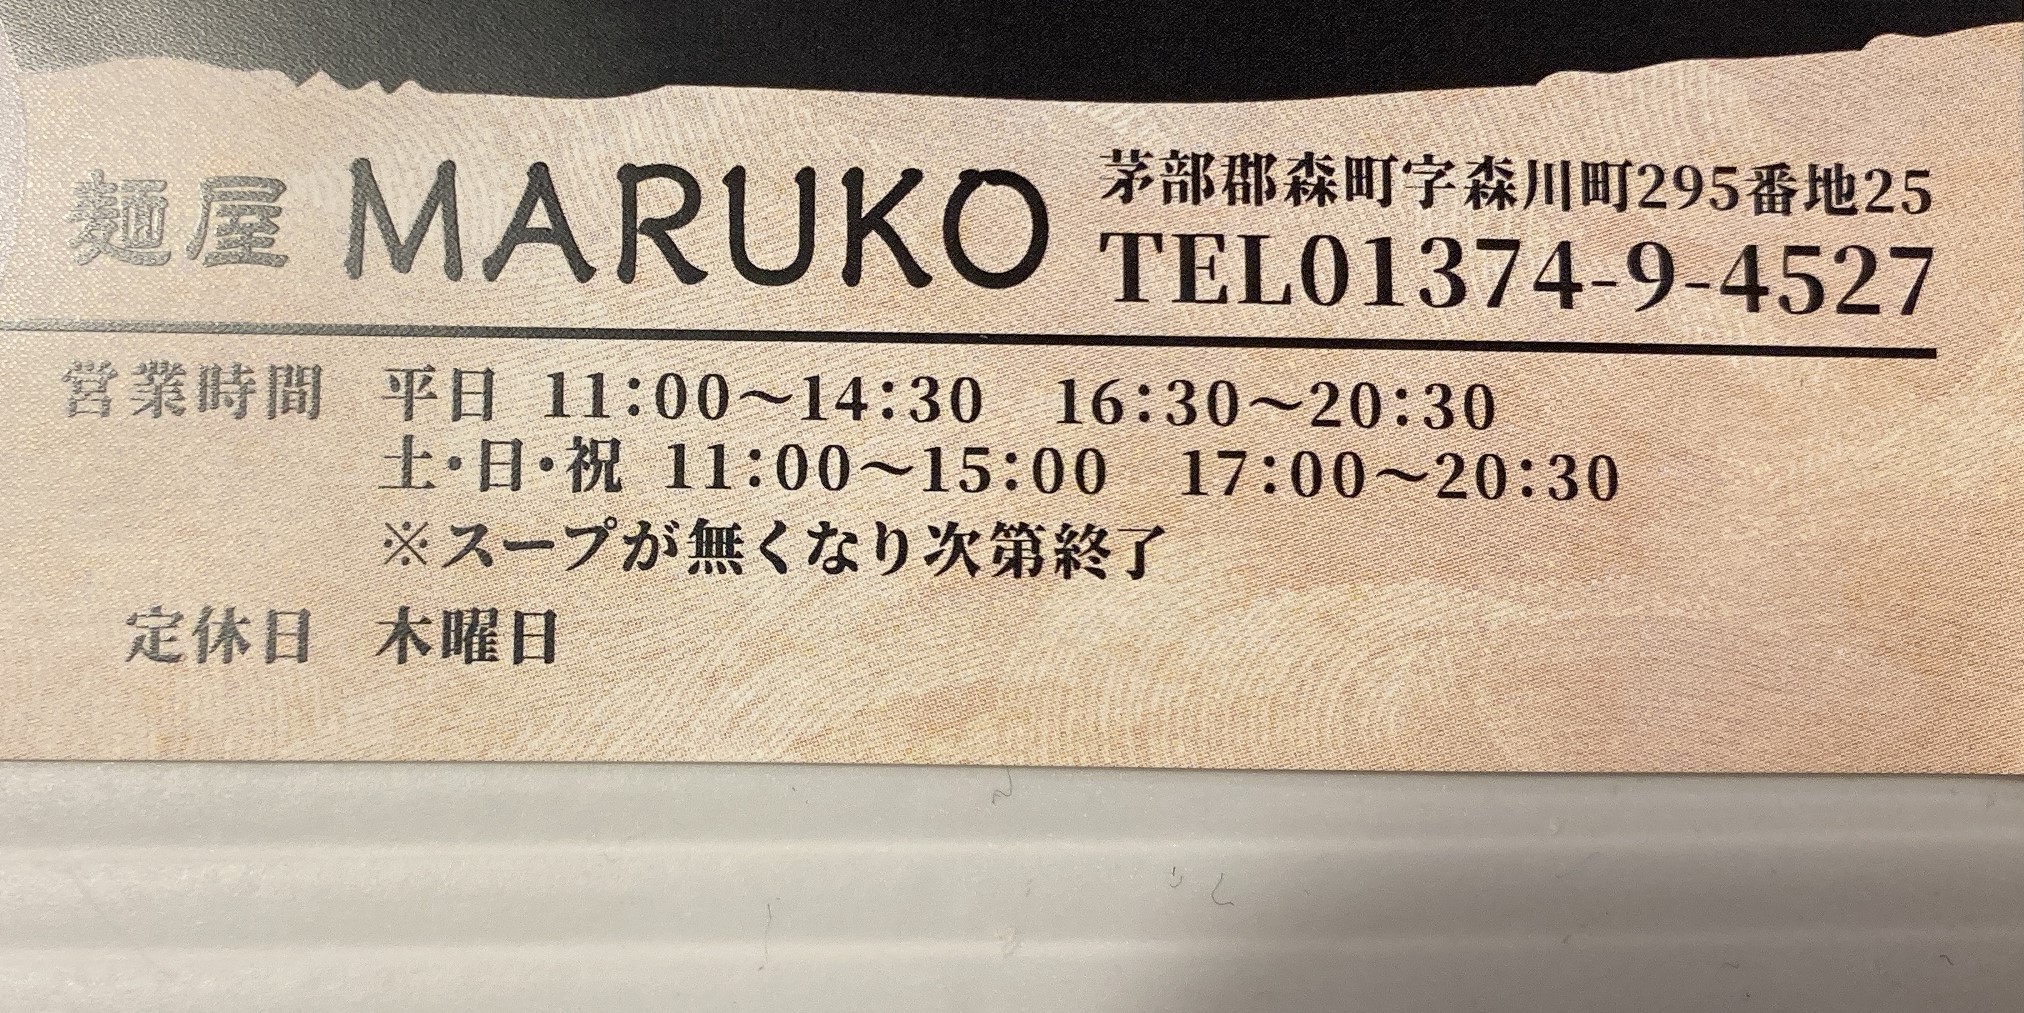 麺屋 MARUKO
茅部郡森町字森川町295番地25
TEL01374-9-4527
営業時間 平日 11:00〜14:30 16:30〜20:30
土・日・祝 11:00〜15:00 17:00〜20:30
※スープが無くなり次第終了
定休日 木曜日